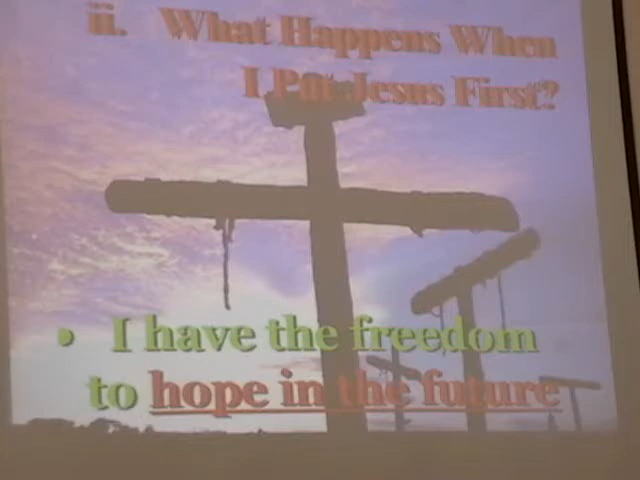 ii. What Happens When
I Put Jesus First?
• I have the freedom
to hope in the future